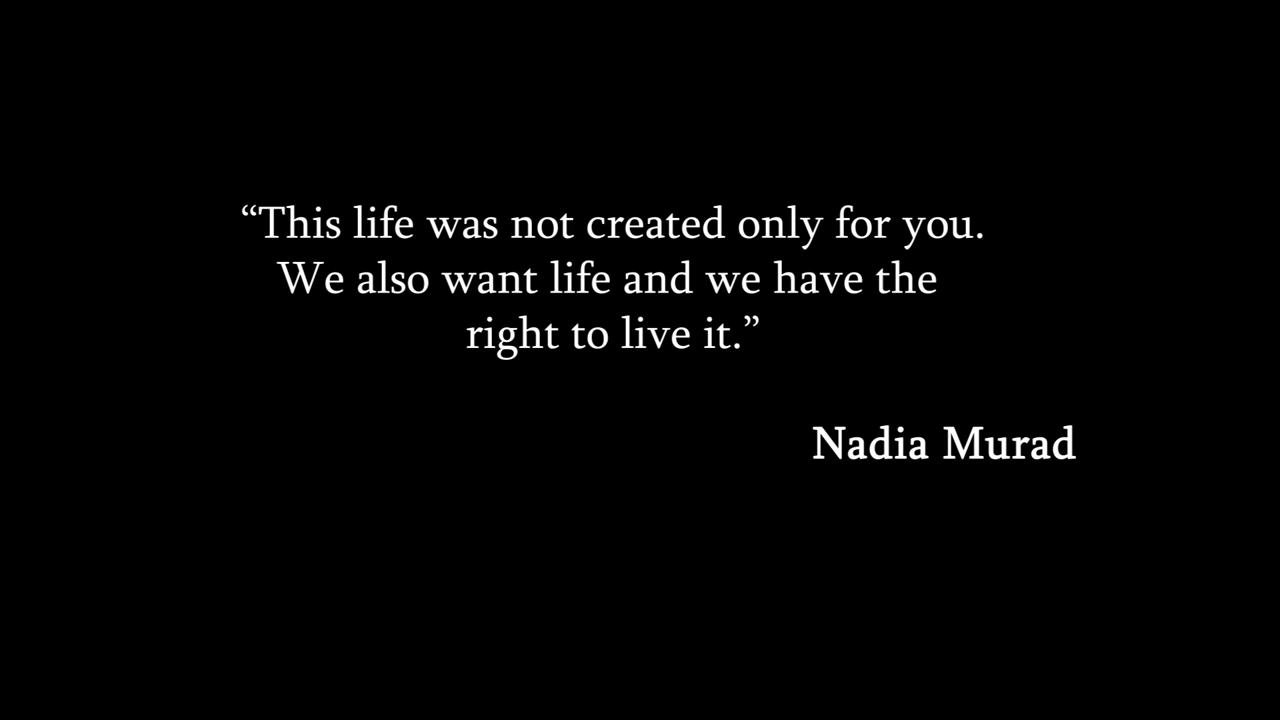 “This life was not created only for you.
We also want life and we have the
right to live it.”
Nadia Murad